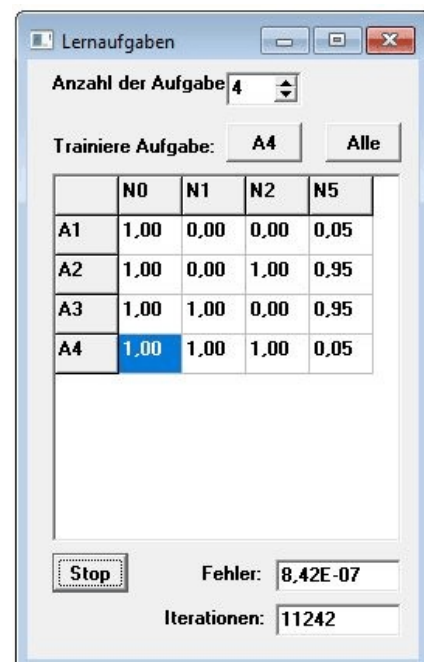 Lernaufgaben
Anzahl der Aufgabe 4
Trainiere Aufgabe: A4 Alle
N0 N1 N2 N5
A1 1,00 0,00 0,00 0,05
A2 1,00 0,00 1,00 0,95
A3 1,00 1,00 0,00 0,95
A4 1,00 1,00 1,00 0,05
Stop Fehler: 8,42E-07
Iterationen: 11242